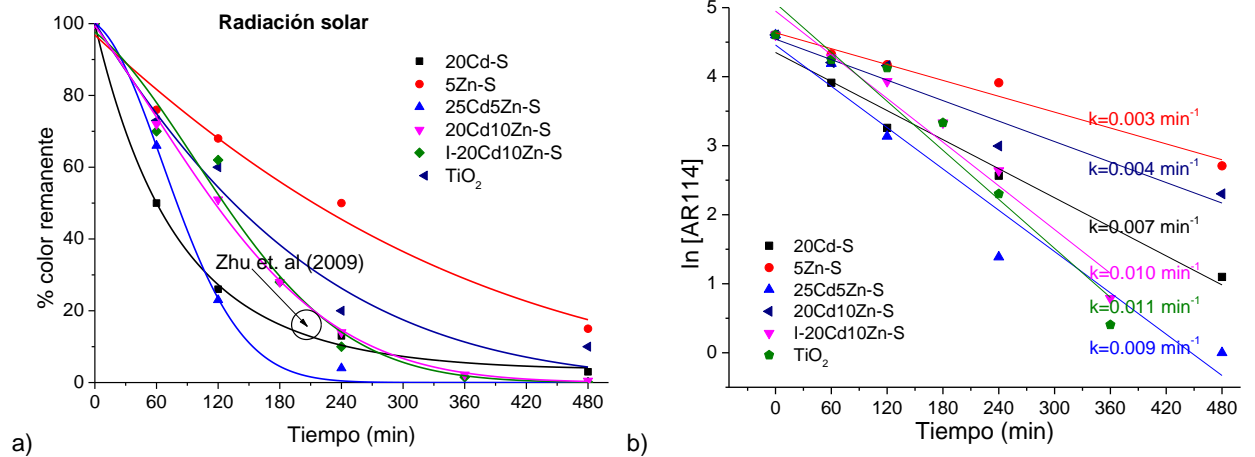 Radiación solar
20Cd-S
5Zn-S
25Cd5Zn-S
20Cd10Zn-S
I-20Cd10Zn-S
TiO2
Zhu et. al (2009)
% color remanente
100
80
60
40
20
0
0 60 120 180 240 300 360 420 480
Tiempo (min)
a)
ln [AR114]
5
4
3
2
1
0
k=0.003 min-1
k=0.004 min-1
k=0.007 min-1
k=0.010 min-1
k=0.011 min-1
k=0.009 min-1
20Cd-S
5Zn-S
25Cd5Zn-S
20Cd10Zn-S
I-20Cd10Zn-S
TiO2
0 60 120 180 240 300 360 420 480
Tiempo (min)
b)